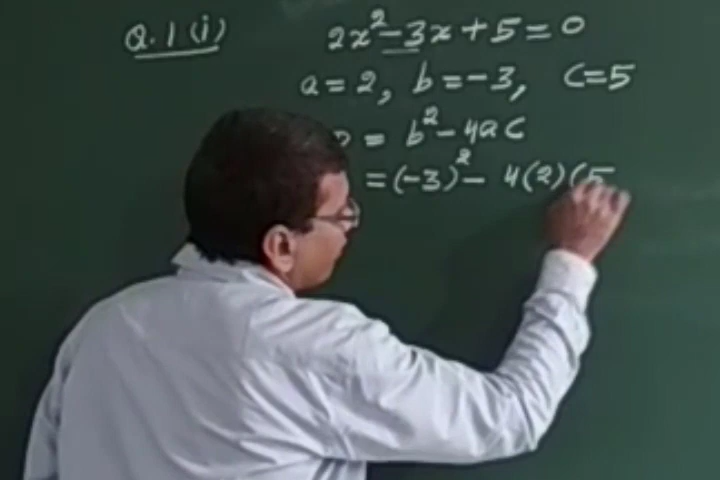 Q. 1 (i) 2x² - 3x + 5 = 0
a = 2, b = -3, c = 5
= b² - 4ac
= (-3)² - 4(2)(5